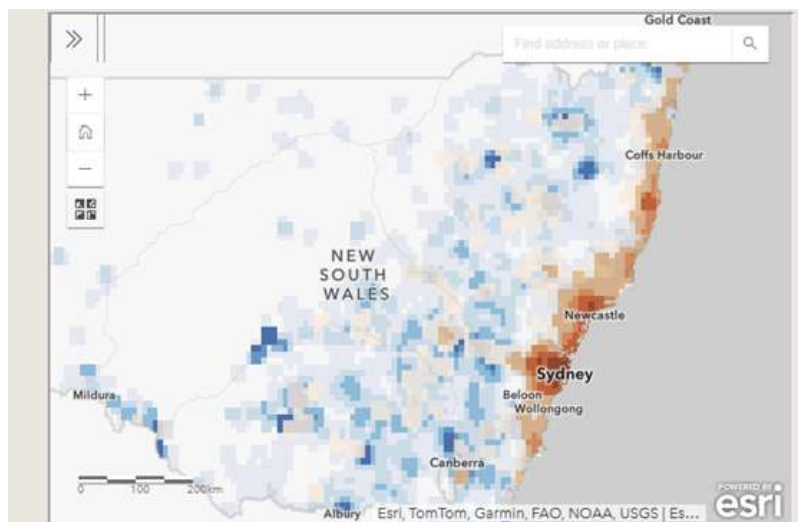 Gold Coast
Find address or place
Coffs Harbour
NEW
SOUTH
WALES
Newcastle
Sydney
Mildura
Beloon
Wollongong
Canberra
0 100 200km
Albury
Esri, TomTom, Garmin, FAO, NOAA, USGS | Es...
POWERED BY
esri